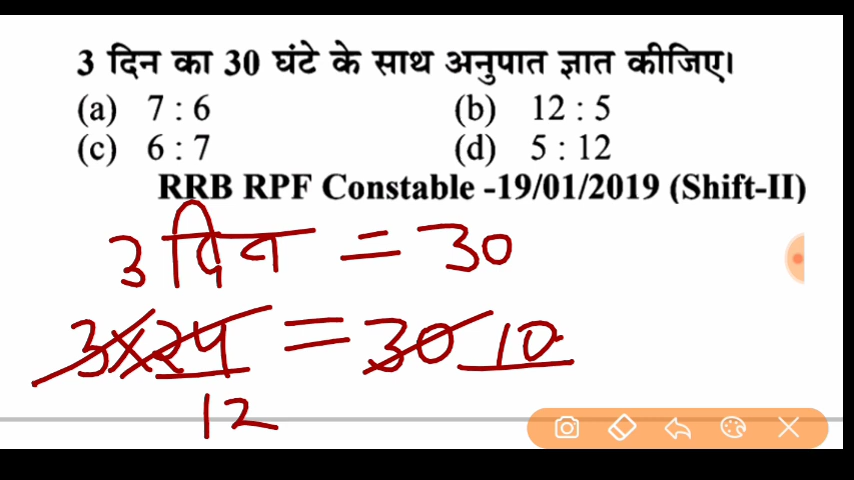 3 दिन का 30 घंटे के साथ अनुपात ज्ञात कीजिए।
(a) 7 : 6 (b) 12 : 5
(c) 6 : 7 (d) 5 : 12
RRB RPF Constable -19/01/2019 (Shift-II)
3 दिन = 30
3×24 = 30 10
12